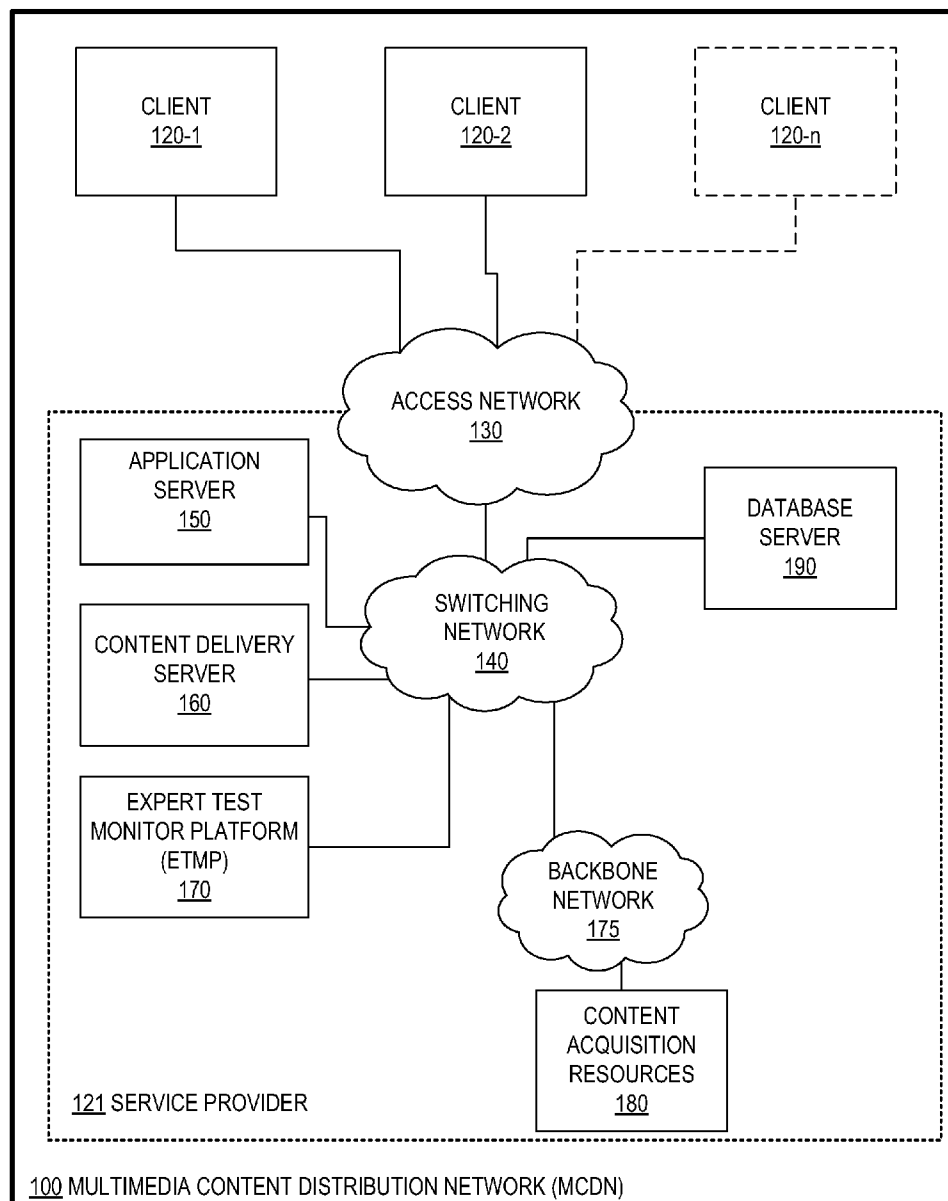 CLIENT
120-1
CLIENT
120-2
CLIENT
120-n
ACCESS NETWORK
130
APPLICATION
SERVER
150
DATABASE
SERVER
190
SWITCHING
NETWORK
140
CONTENT DELIVERY
SERVER
160
EXPERT TEST
MONITOR PLATFORM
(ETMP)
170
BACKBONE
NETWORK
175
CONTENT
ACQUISITION
RESOURCES
180
121 SERVICE PROVIDER
100 MULTIMEDIA CONTENT DISTRIBUTION NETWORK (MCDN)